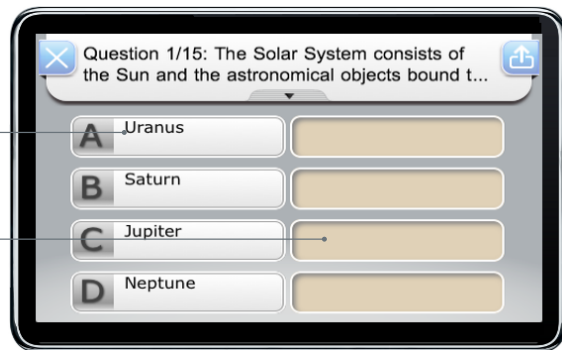 Question 1/15: The Solar System consists of
the Sun and the astronomical objects bound t...
A Uranus
B Saturn
C Jupiter
D Neptune